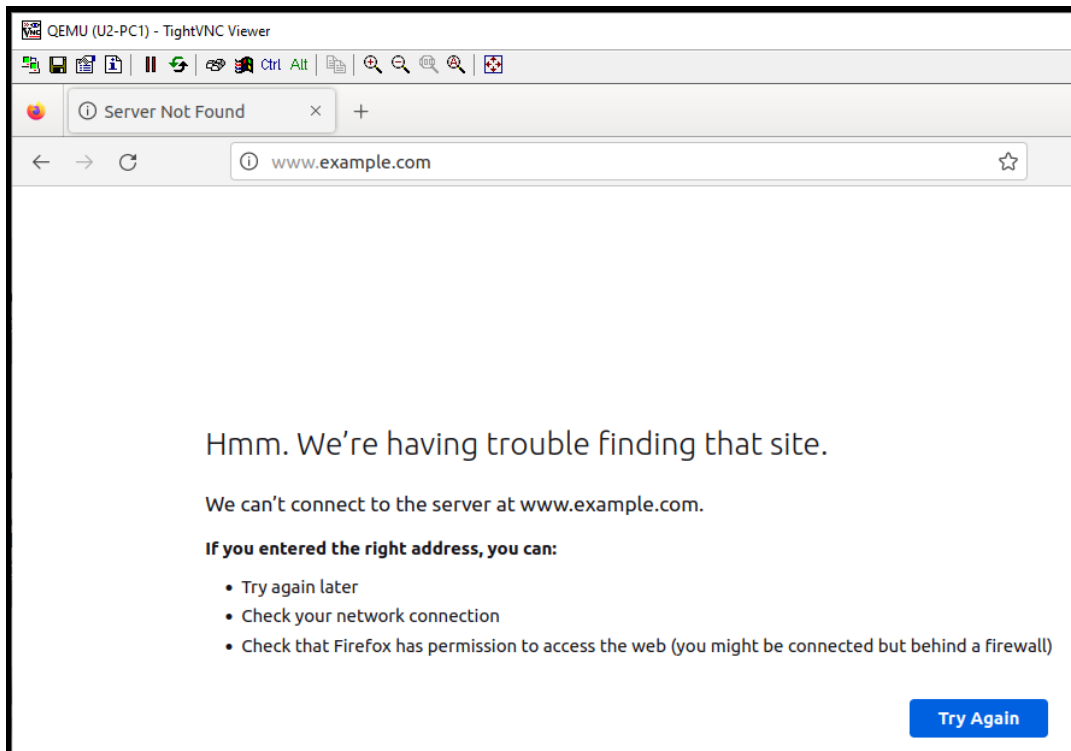 QEMU (U2-PC1) - TightVNC Viewer
Ctrl Alt
Server Not Found
www.example.com
Hmm. We’re having trouble finding that site.
We can’t connect to the server at www.example.com.
If you entered the right address, you can:
• Try again later
• Check your network connection
• Check that Firefox has permission to access the web (you might be connected but behind a firewall)
Try Again